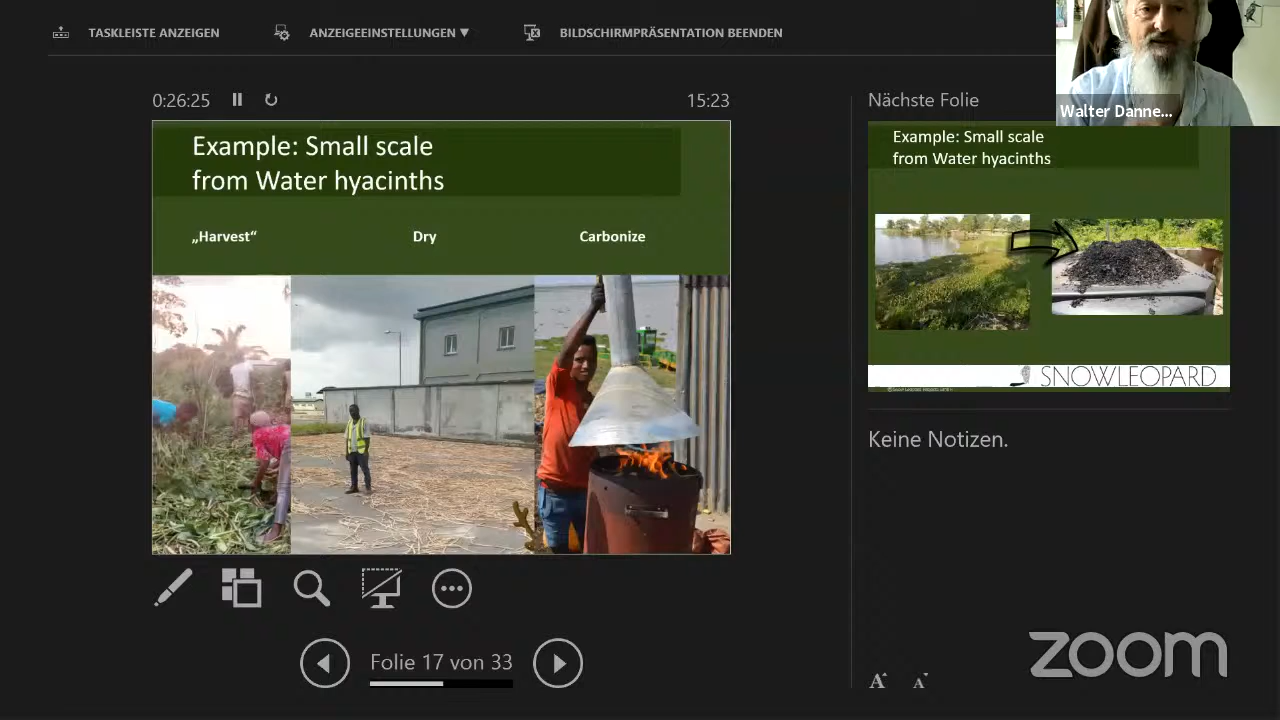 TASKLEISTE ANZEIGEN
ANZEIGEEINSTELLUNGEN ▼
BILDSCHIRMPRÄSENTATION BEENDEN
Walter Danne...
0:26:25
15:23
Example: Small scale
from Water hyacinths
„Harvest“
Dry
Carbonize
Folie 17 von 33
Nächste Folie
Example: Small scale
from Water hyacinths
SNOWLEOPARD
Keine Notizen.
A A
zoom